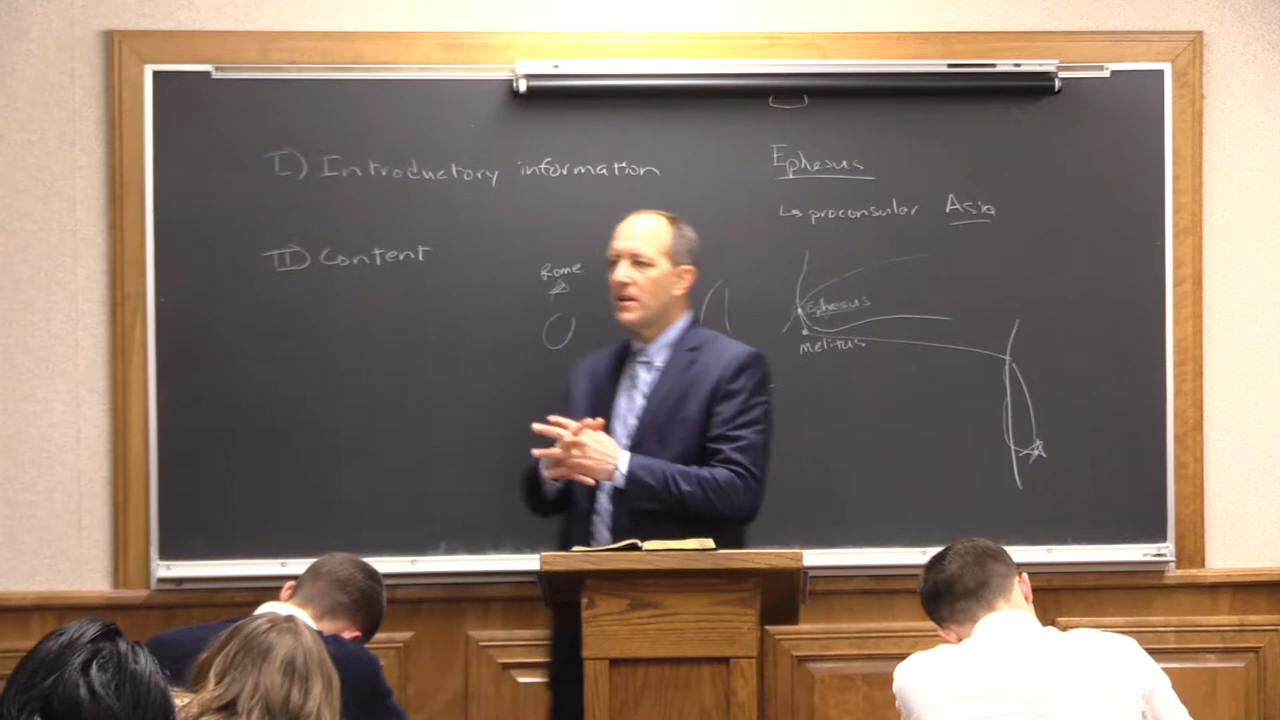 I) Introductory information
II) Content
Rome
Ephesus
↳ proconsular Asia
Ephesus
Melitus